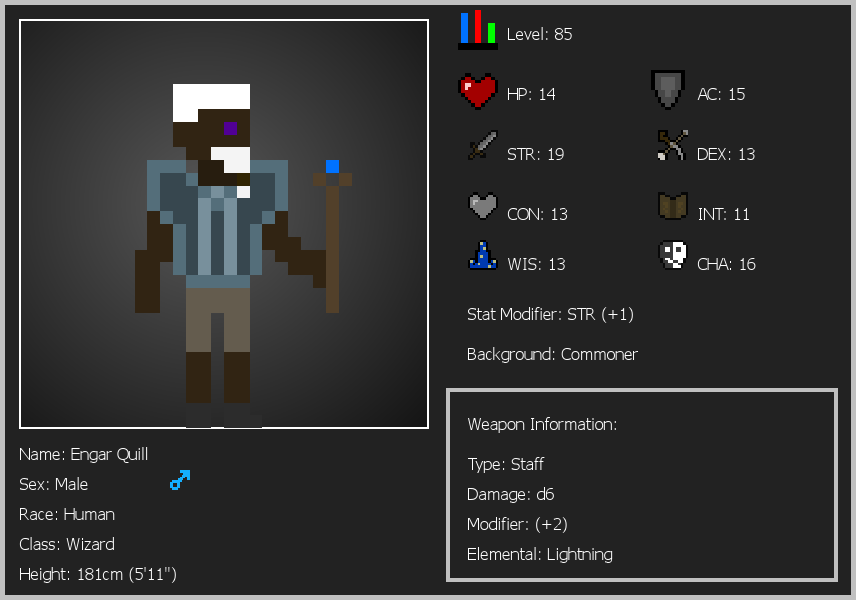 Level: 85
HP: 14
AC: 15
STR: 19
DEX: 13
CON: 13
INT: 11
WIS: 13
CHA: 16
Stat Modifier: STR (+1)
Background: Commoner
Weapon Information:
Type: Staff
Damage: d6
Modifier: (+2)
Elemental: Lightning
Name: Engar Quill
Sex: Male
Race: Human
Class: Wizard
Height: 181cm (5'11")